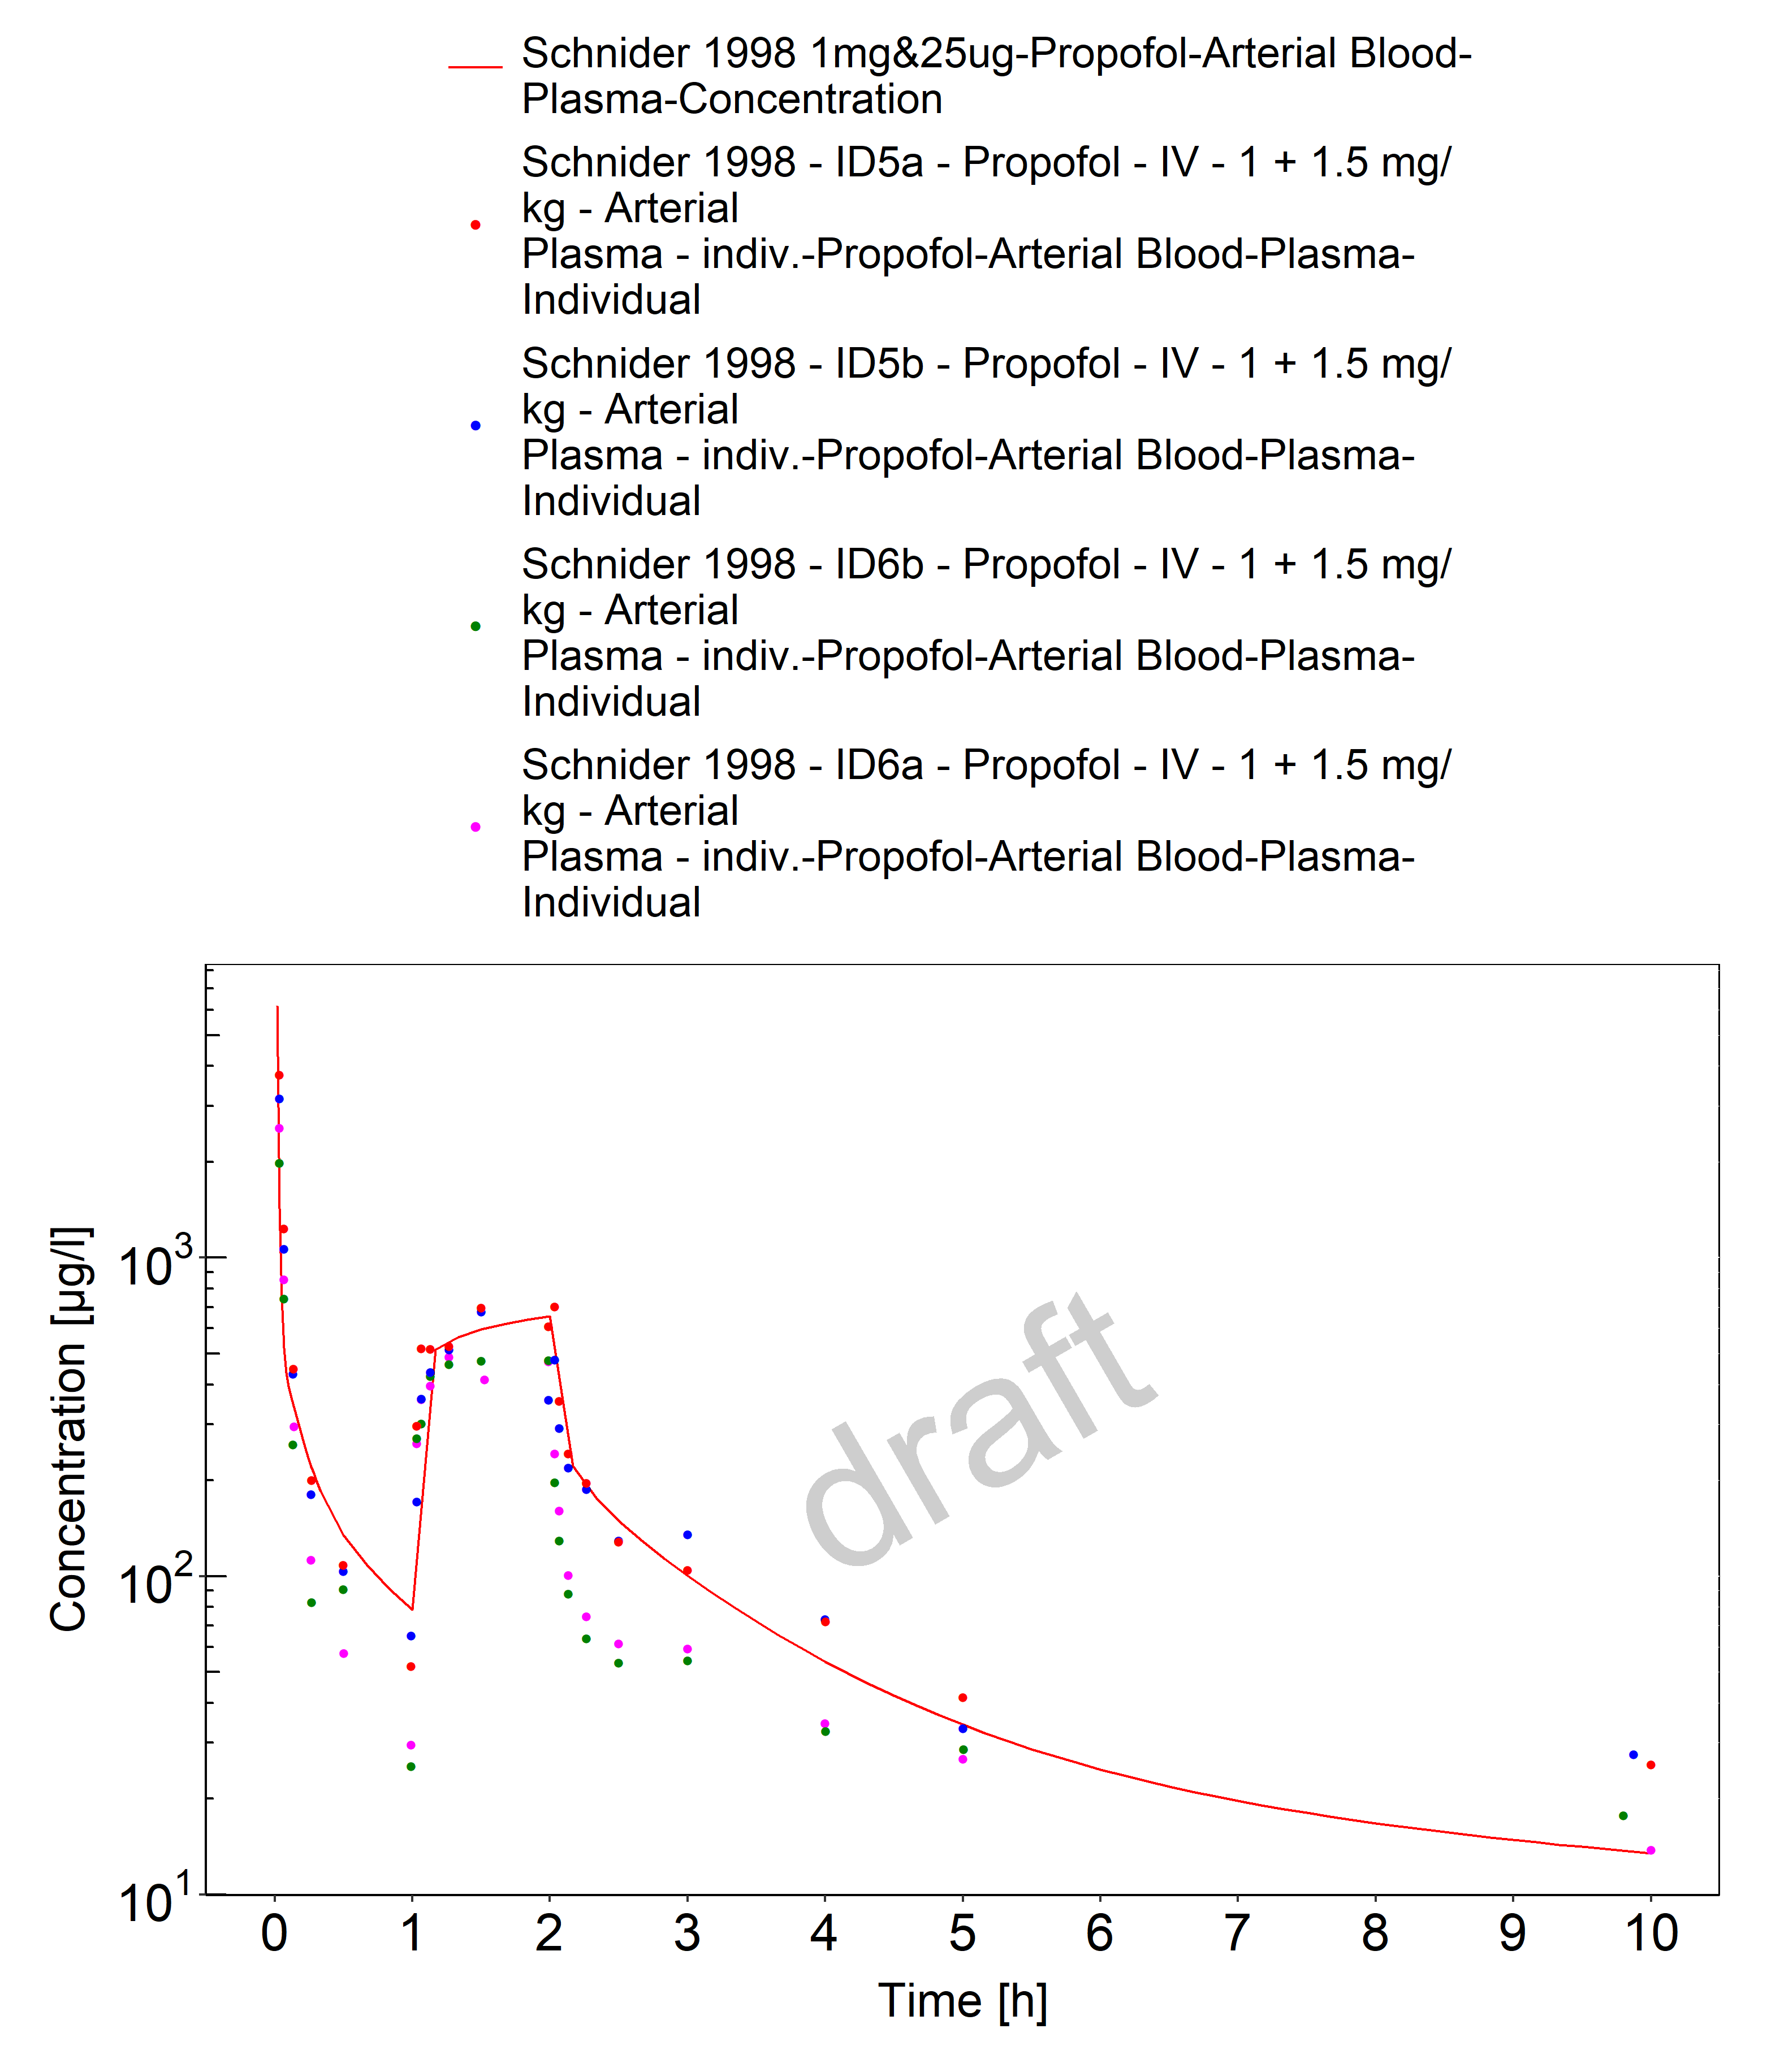 Schnider 1998 1mg&25ug-Propofol-Arterial Blood-
Plasma-Concentration
Schnider 1998 - ID5a - Propofol - IV - 1 + 1.5 mg/
kg - Arterial
Plasma - indiv.-Propofol-Arterial Blood-Plasma-
Individual
Schnider 1998 - ID5b - Propofol - IV - 1 + 1.5 mg/
kg - Arterial
Plasma - indiv.-Propofol-Arterial Blood-Plasma-
Individual
Schnider 1998 - ID6b - Propofol - IV - 1 + 1.5 mg/
kg - Arterial
Plasma - indiv.-Propofol-Arterial Blood-Plasma-
Individual
Schnider 1998 - ID6a - Propofol - IV - 1 + 1.5 mg/
kg - Arterial
Plasma - indiv.-Propofol-Arterial Blood-Plasma-
Individual
Concentration [µg/l]
10³
10²
10¹
draft
0 1 2 3 4 5 6 7 8 9 10
Time [h]